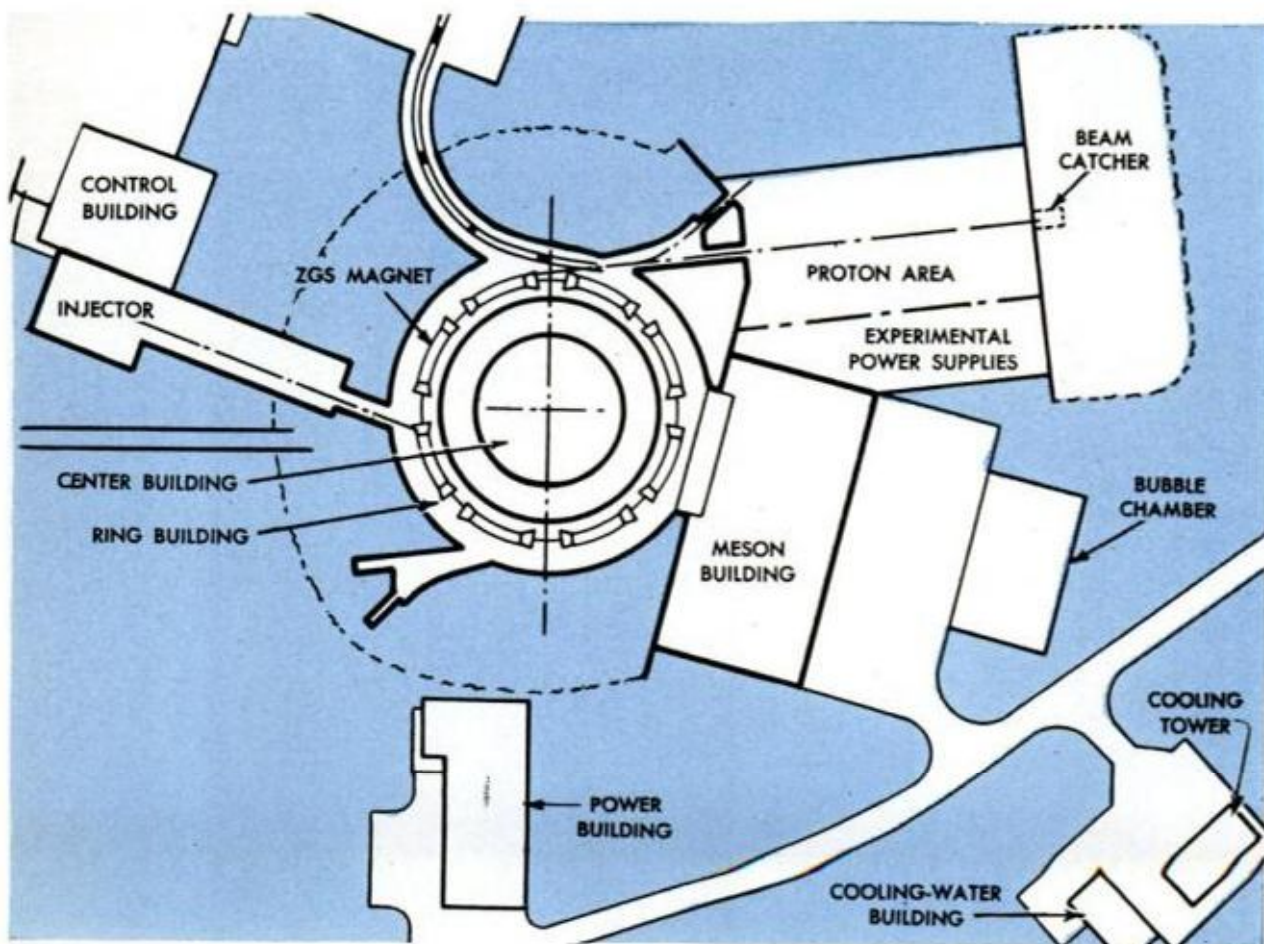 BEAM
CATCHER
CONTROL
BUILDING
ZGS MAGNET
PROTON AREA
INJECTOR
EXPERIMENTAL
POWER SUPPLIES
CENTER BUILDING
BUBBLE
CHAMBER
RING BUILDING
MESON
BUILDING
COOLING
TOWER
POWER
BUILDING
COOLING-WATER
BUILDING